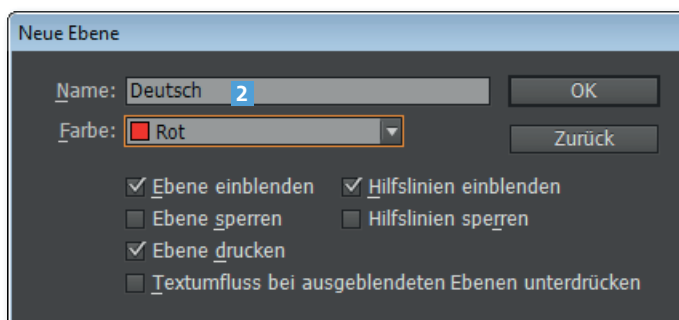 Neue Ebene
Name: Deutsch 2 OK
Farbe: Rot Zurück
Ebene einblenden Hilfslinien einblenden
Ebene sperren Hilfslinien sperren
Ebene drucken
Textumfluss bei ausgeblendeten Ebenen unterdrücken